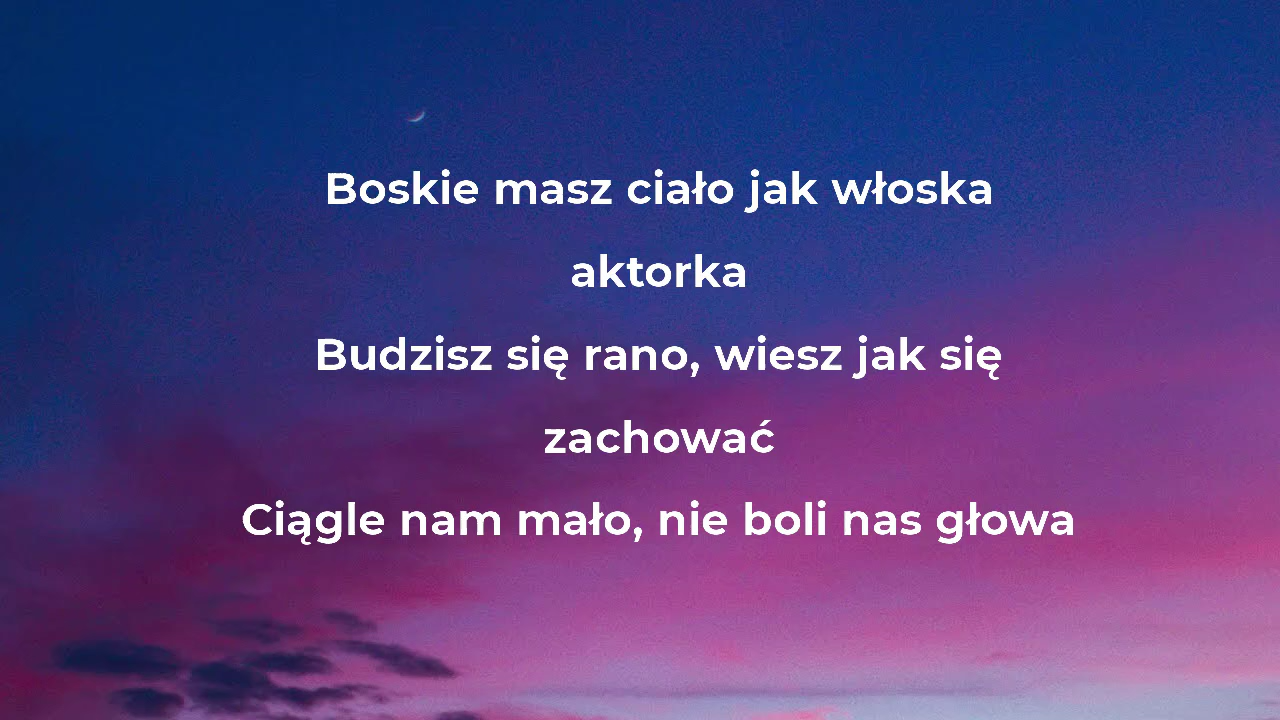 Boskie masz ciało jak włoska
aktorka
Budzisz się rano, wiesz jak się
zachować
Ciągle nam mało, nie boli nas głowa